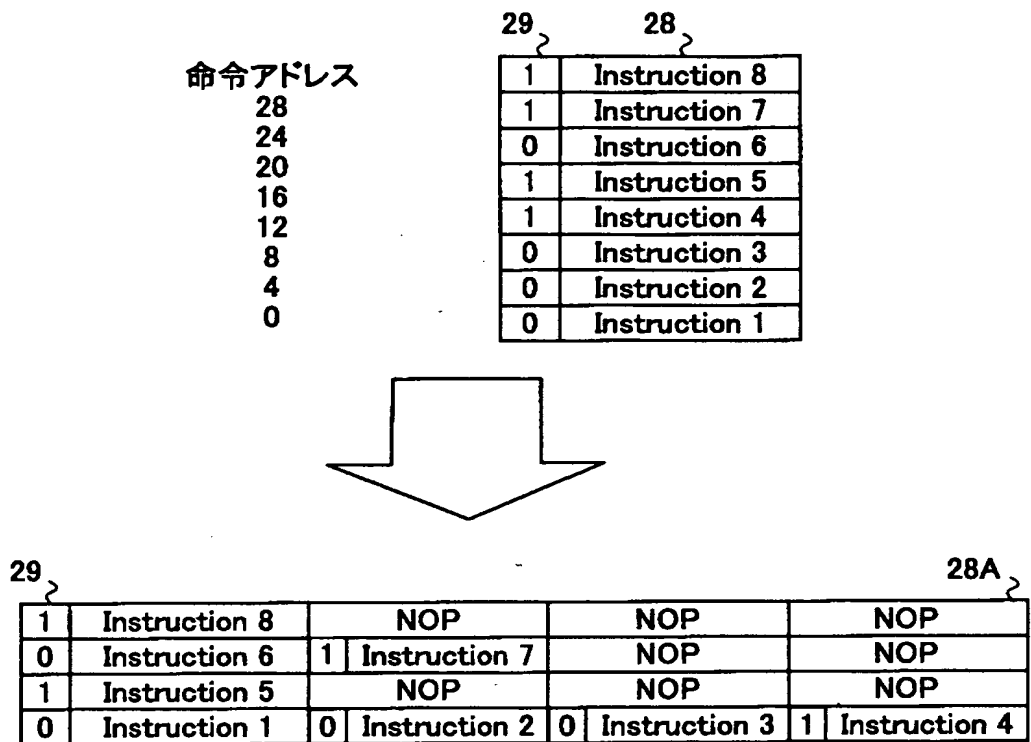 29 28
命令アドレス
28
24
20
16
12
8
4
0
1 Instruction 8
1 Instruction 7
0 Instruction 6
1 Instruction 5
1 Instruction 4
0 Instruction 3
0 Instruction 2
0 Instruction 1
29 28A
1 Instruction 8 NOP NOP NOP
0 Instruction 6 1 Instruction 7 NOP NOP
1 Instruction 5 NOP NOP NOP
0 Instruction 1 0 Instruction 2 0 Instruction 3 1 Instruction 4